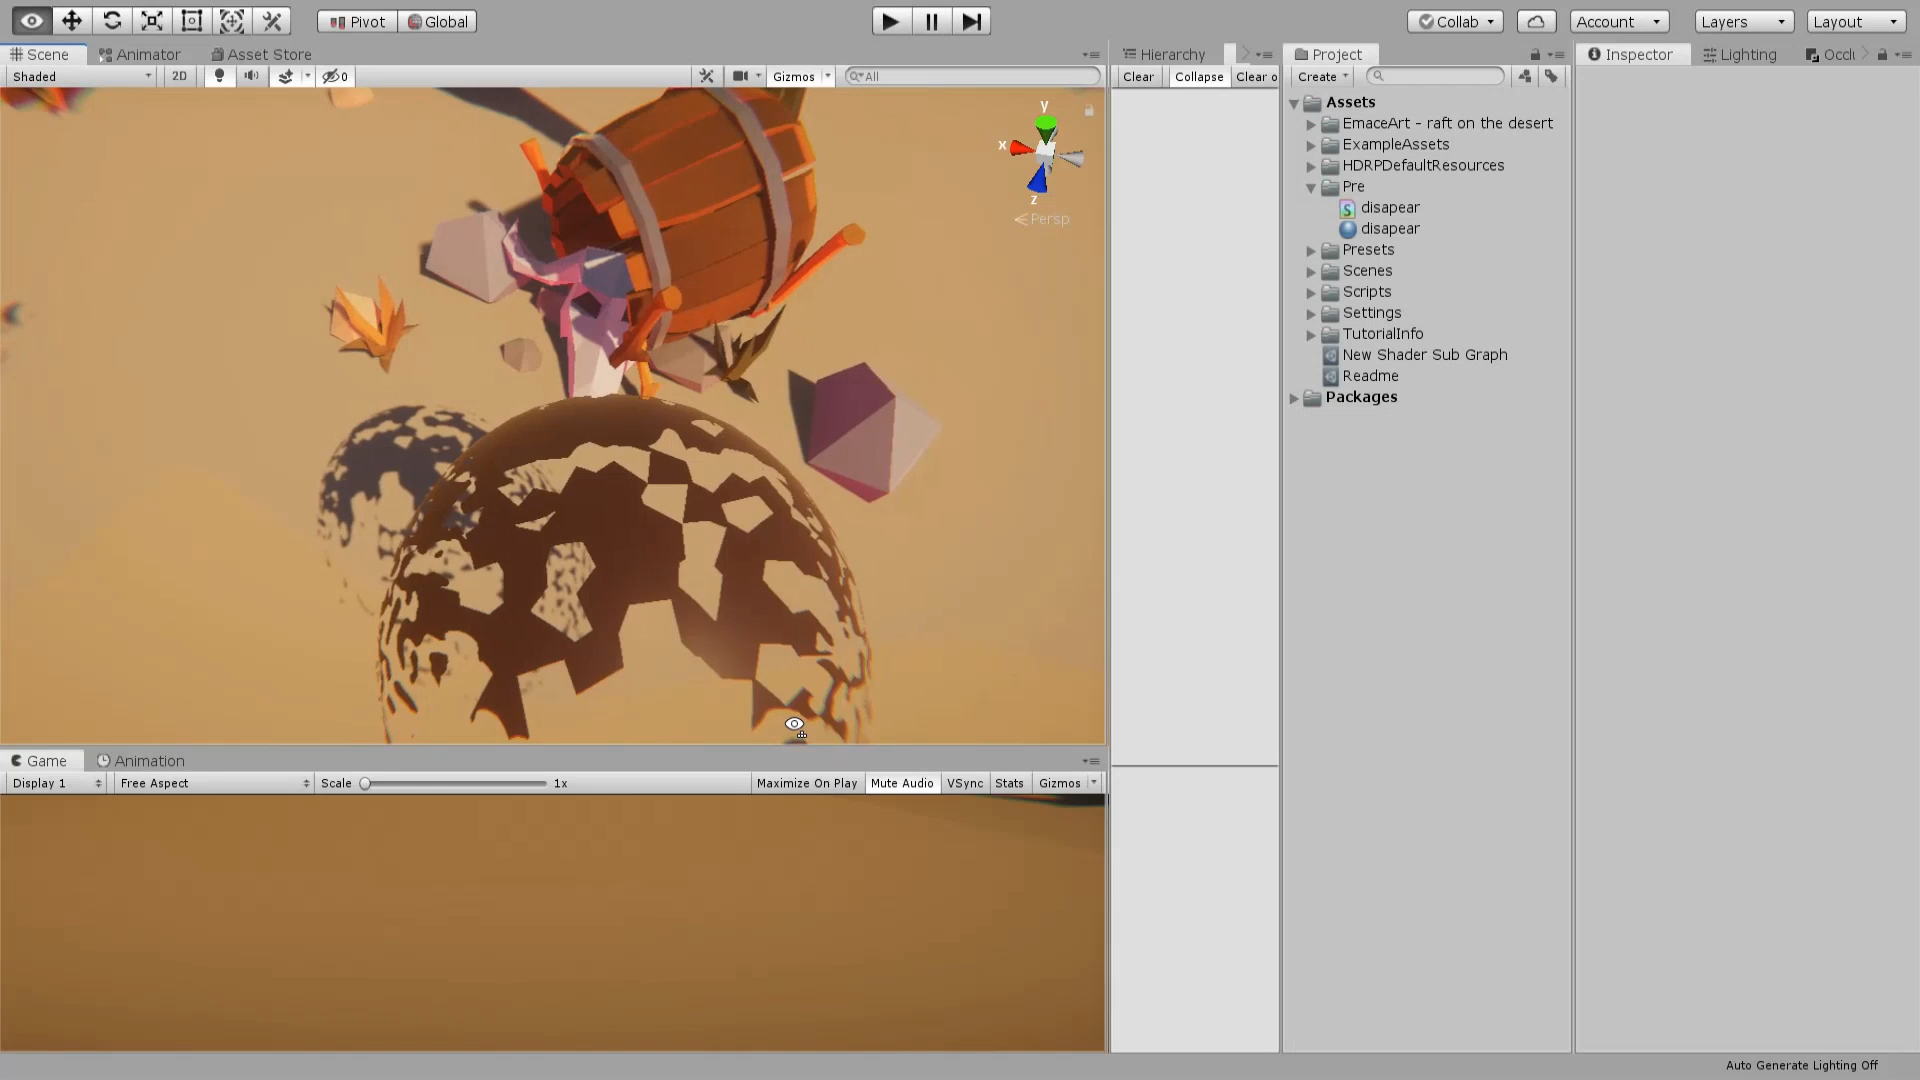 Pivot Global Collab Account Layers Layout
Scene Animator Asset Store Hierarchy Project Inspector Lighting Occlu
Shaded 2D 0 Gizmos All Clear Collapse Clear o Create
y
x
z
Persp
Assets
EmaceArt - raft on the desert
ExampleAssets
HDRPDefaultResources
Pre
S disapear
disapear
Presets
Scenes
Scripts
Settings
TutorialInfo
New Shader Sub Graph
Readme
Packages
Game Animation
Display 1 Free Aspect Scale 1x Maximize On Play Mute Audio VSync Stats Gizmos
Auto Generate Lighting Off